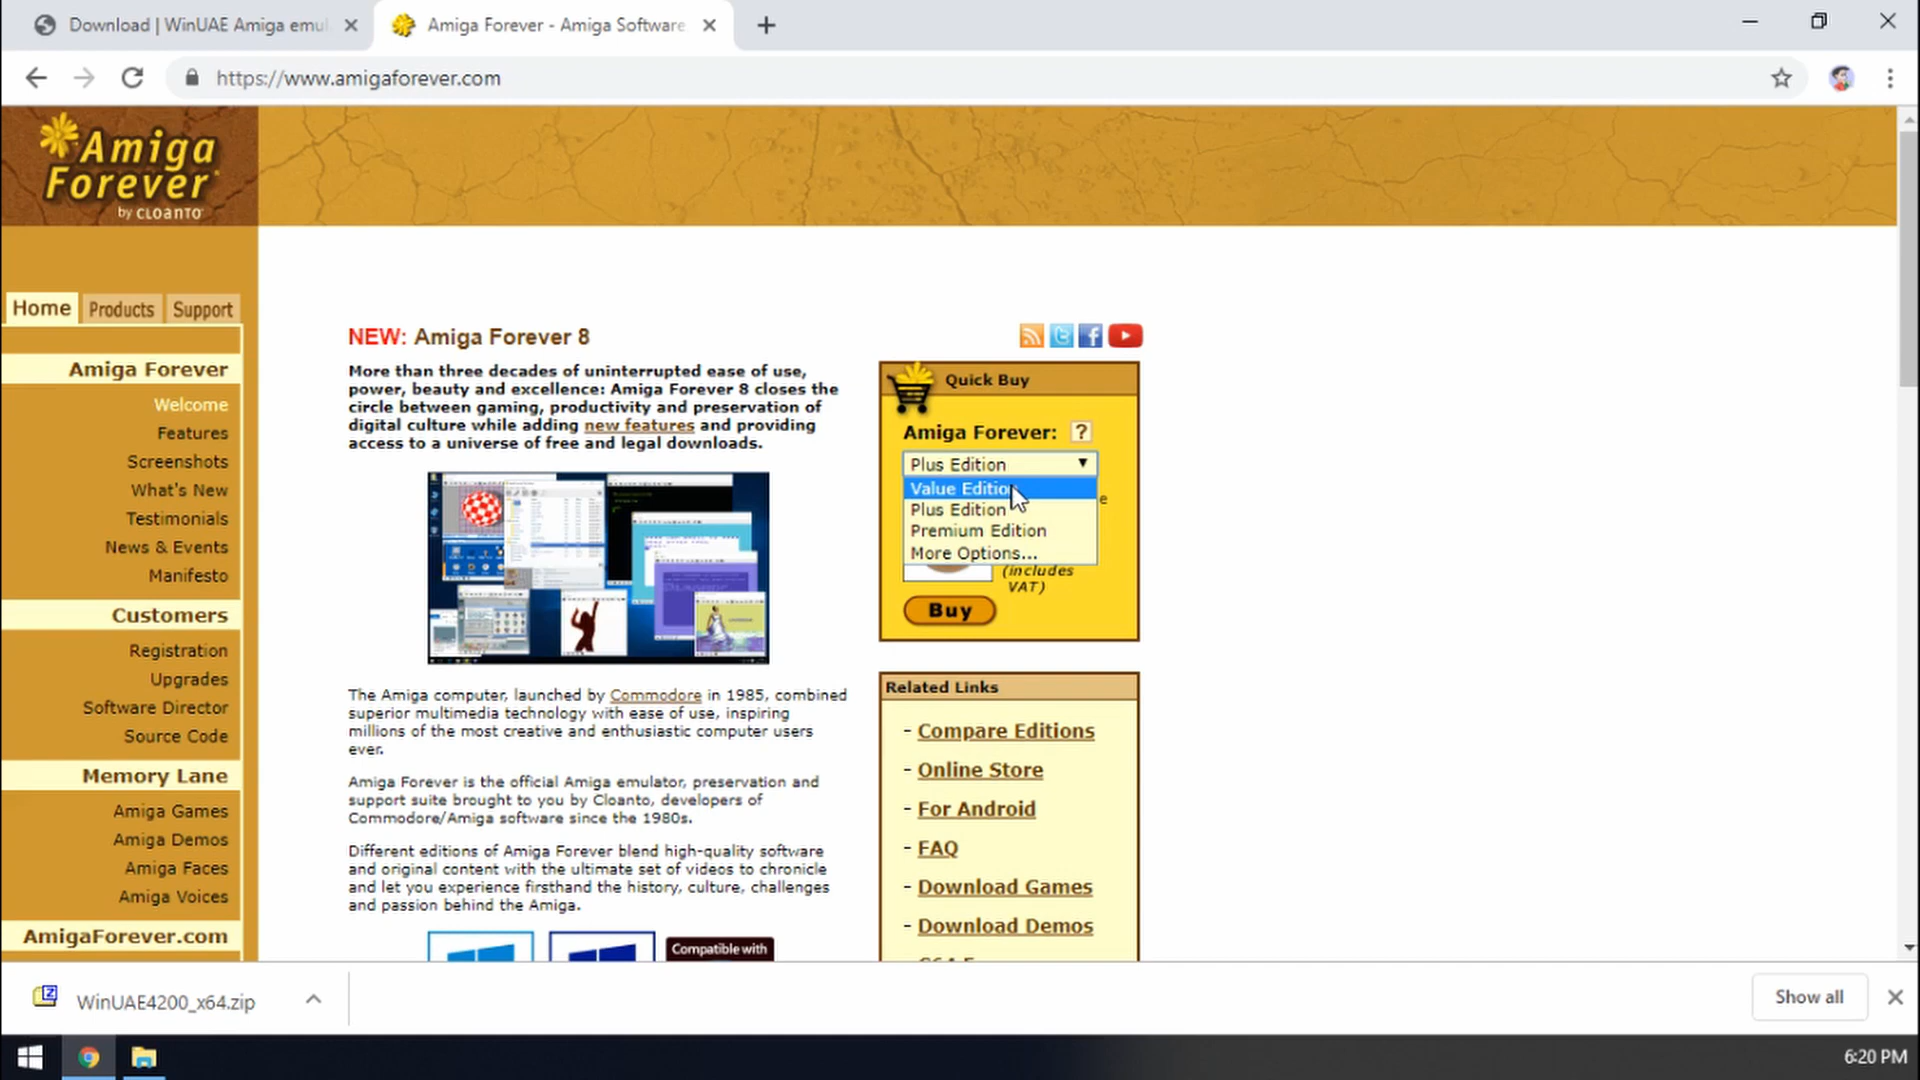 Download | WinUAE Amiga emul
Amiga Forever - Amiga Software
https://www.amigaforever.com
Amiga
Forever
by CLOANTO
Home
Products
Support
Amiga Forever
Welcome
Features
Screenshots
What's New
Testimonials
News & Events
Manifesto
Customers
Registration
Upgrades
Software Director
Source Code
Memory Lane
Amiga Games
Amiga Demos
Amiga Faces
Amiga Voices
AmigaForever.com
NEW: Amiga Forever 8
More than three decades of uninterrupted ease of use,
power, beauty and excellence: Amiga Forever 8 closes the
circle between gaming, productivity and preservation of
digital culture while adding new features and providing
access to a universe of free and legal downloads.
The Amiga computer, launched by Commodore in 1985, combined
superior multimedia technology with ease of use, inspiring
millions of the most creative and enthusiastic computer users
ever.
Amiga Forever is the official Amiga emulator, preservation and
support suite brought to you by Cloanto, developers of
Commodore/Amiga software since the 1980s.
Different editions of Amiga Forever blend high-quality software
and original content with the ultimate set of videos to chronicle
and let you experience firsthand the history, culture, challenges
and passion behind the Amiga.
Compatible with
Quick Buy
Amiga Forever: ?
Plus Edition
Value Edition
Plus Edition
Premium Edition
More Options...
e
(includes
VAT)
Buy
Related Links
- Compare Editions
- Online Store
- For Android
- FAQ
- Download Games
- Download Demos
WinUAE4200_x64.zip
Show all
6:20 PM